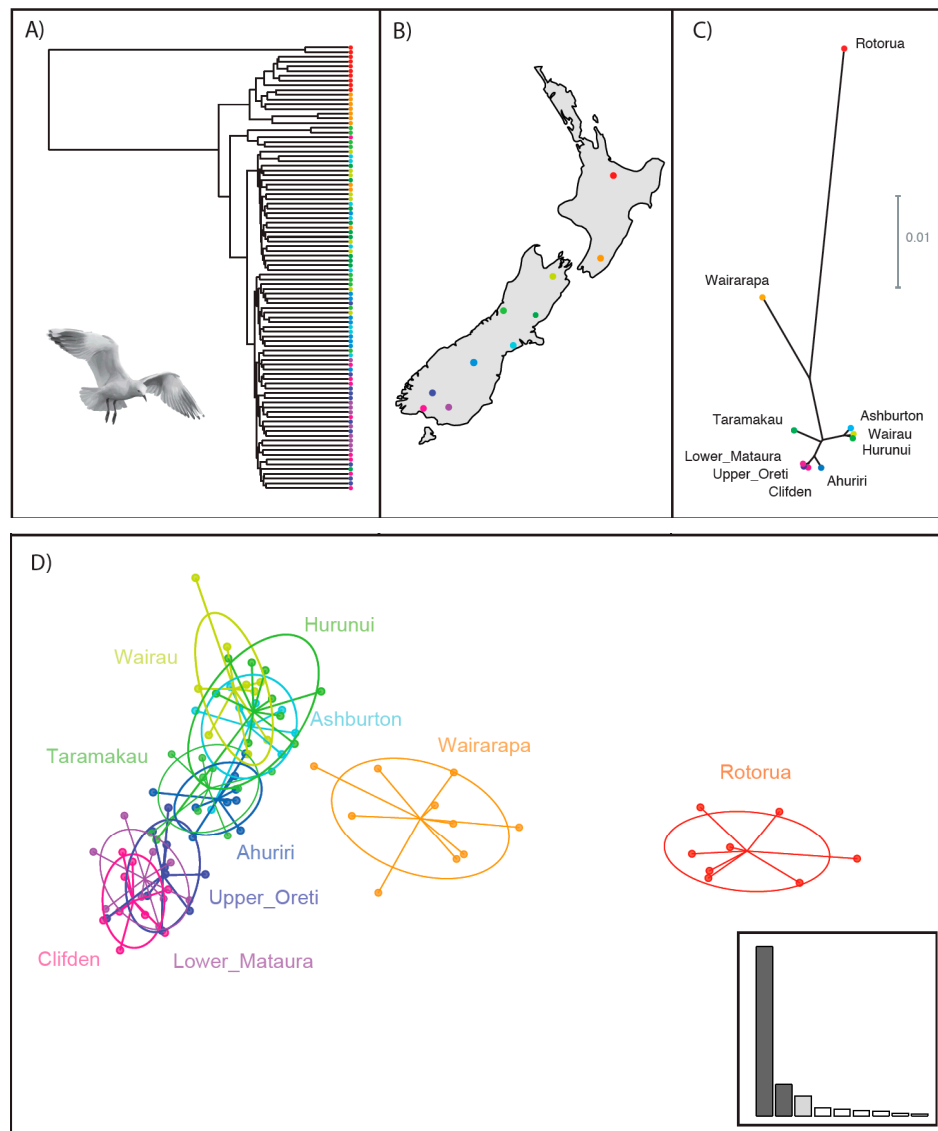 A)
B)
C)
Rotorua
0.01
Wairarapa
Taramakau
Ashburton
Wairau
Hurunui
Lower_Mataura
Upper_Oreti
Clifden
Ahuriri
D)
Hurunui
Wairau
Ashburton
Taramakau
Wairarapa
Rotorua
Ahuriri
Upper_Oreti
Clifden
Lower_Mataura